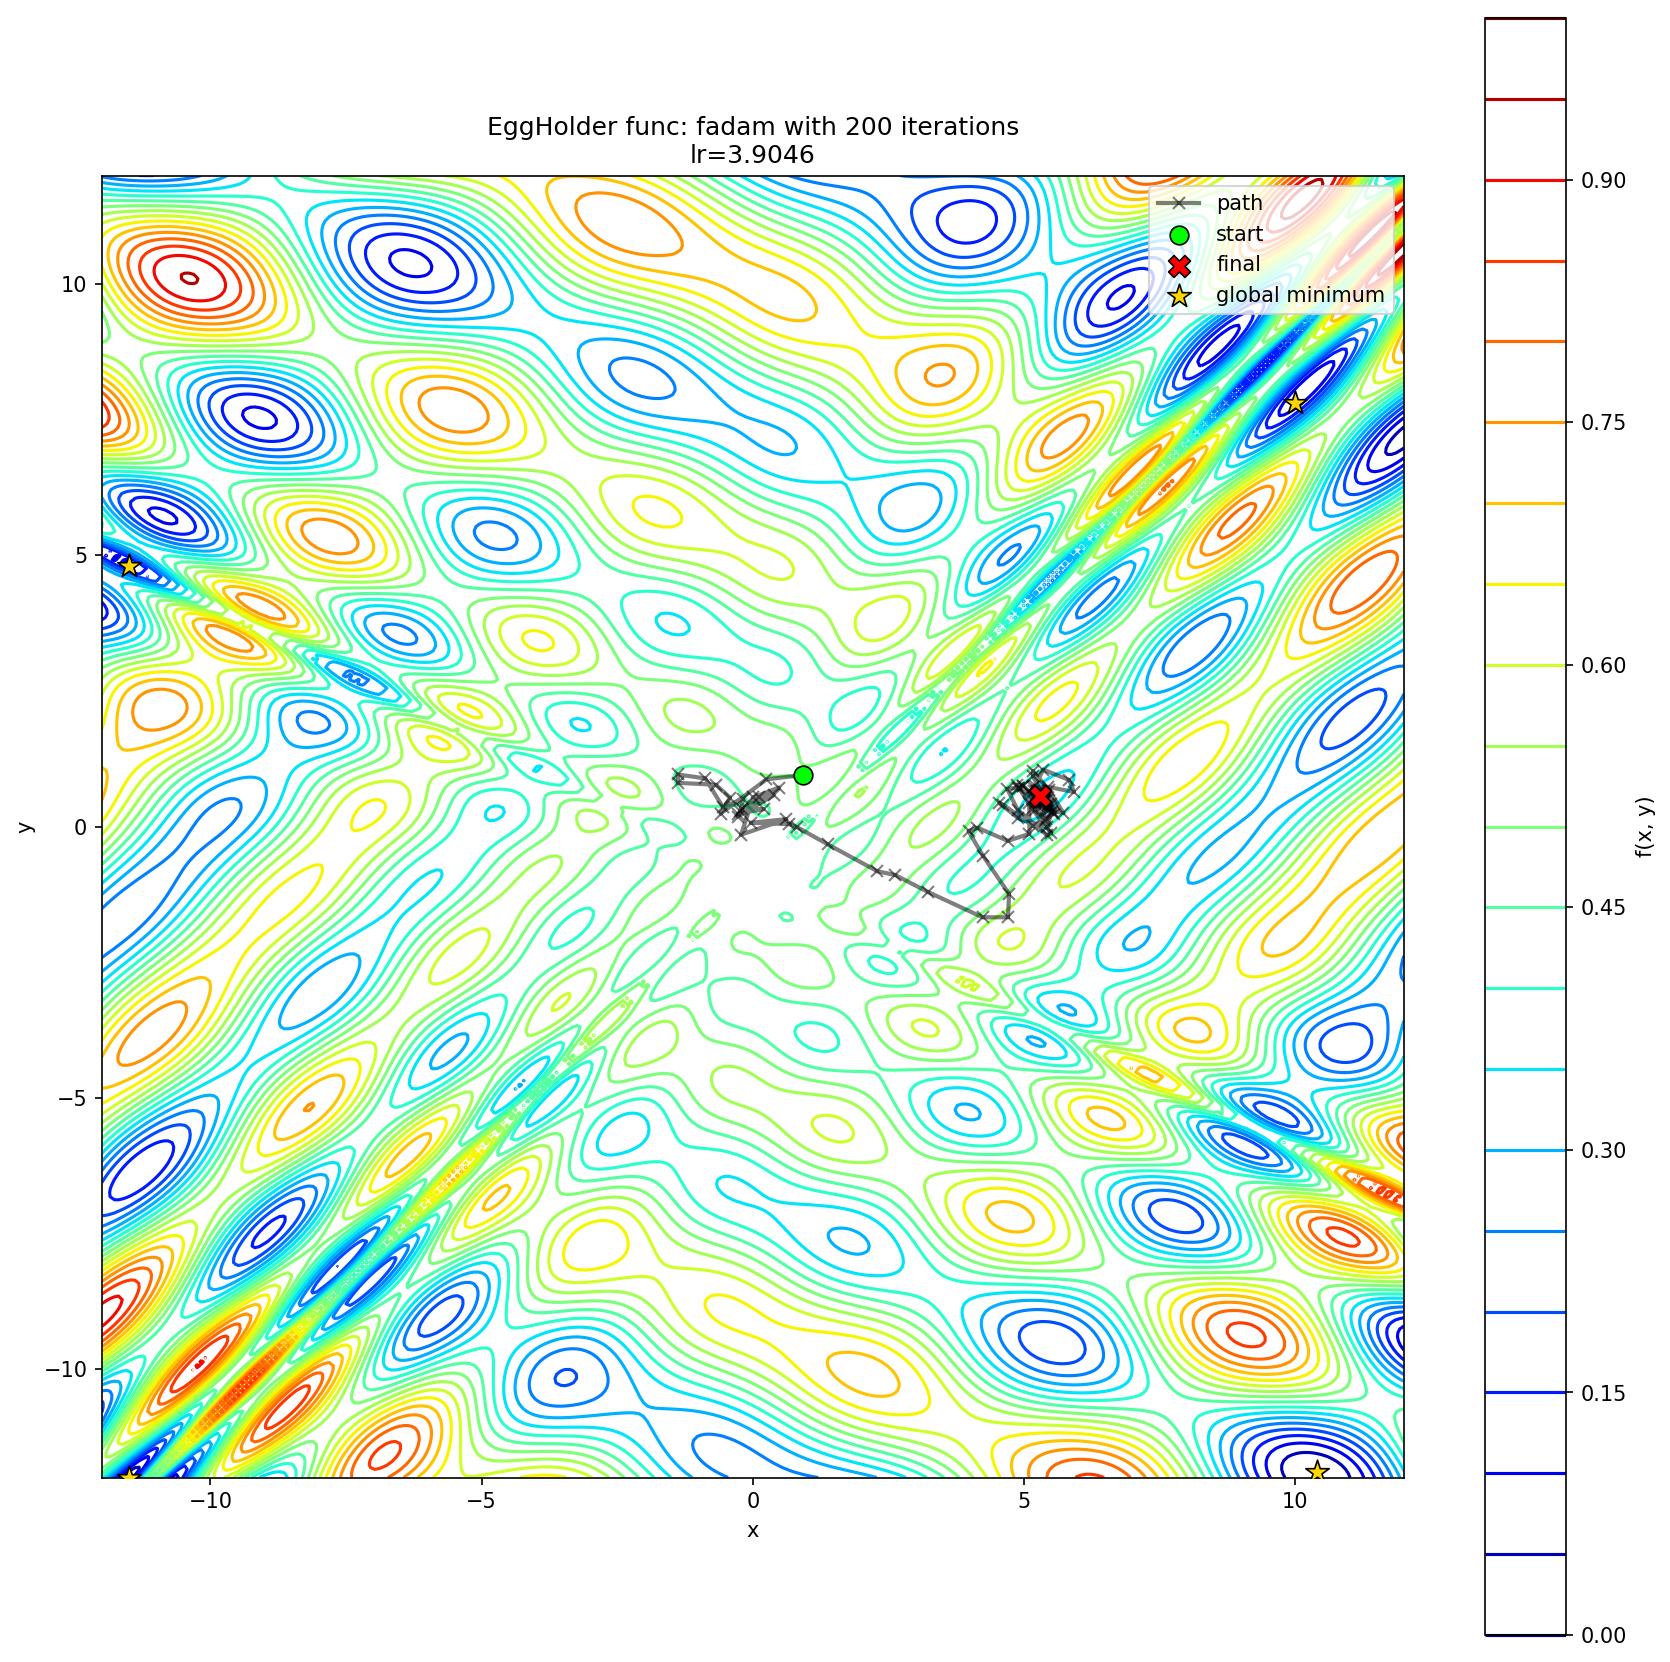 EggHolder func: fadam with 200 iterations
lr=3.9046
path
start
final
global minimum
10
5
0
−5
−10
y
−10
−5
0
5
10
x
0.90
0.75
0.60
0.45
0.30
0.15
0.00
f(x, y)